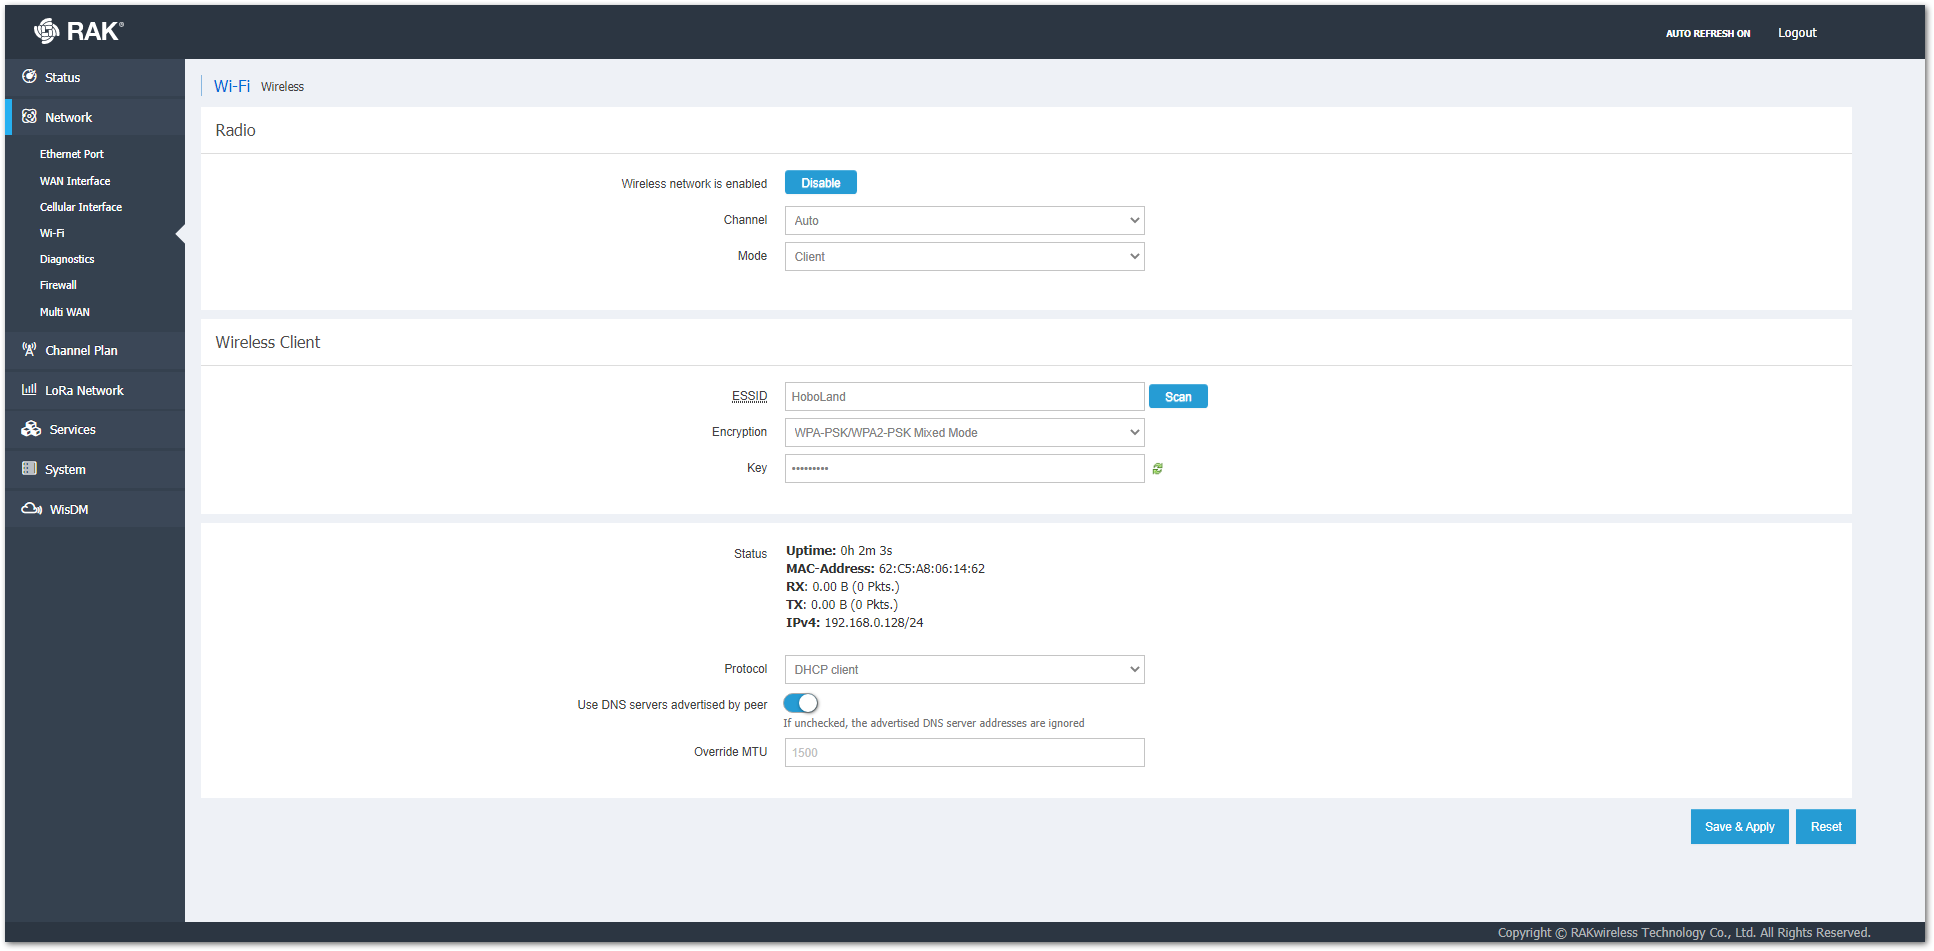 RAK®
AUTO REFRESH ON
Logout
Status
Network
Ethernet Port
WAN Interface
Cellular Interface
Wi-Fi
Diagnostics
Firewall
Multi WAN
Channel Plan
LoRa Network
Services
System
WisDM
Wi-Fi Wireless
Radio
Wireless network is enabled Disable
Channel Auto
Mode Client
Wireless Client
ESSID HoboLand Scan
Encryption WPA-PSK/WPA2-PSK Mixed Mode
Key •••••••••
Status Uptime: 0h 2m 3s
MAC-Address: 62:C5:A8:06:14:62
RX: 0.00 B (0 Pkts.)
TX: 0.00 B (0 Pkts.)
IPv4: 192.168.0.128/24
Protocol DHCP client
Use DNS servers advertised by peer
If unchecked, the advertised DNS server addresses are ignored
Override MTU 1500
Save & Apply Reset
Copyright © RAKwireless Technology Co., Ltd. All Rights Reserved.